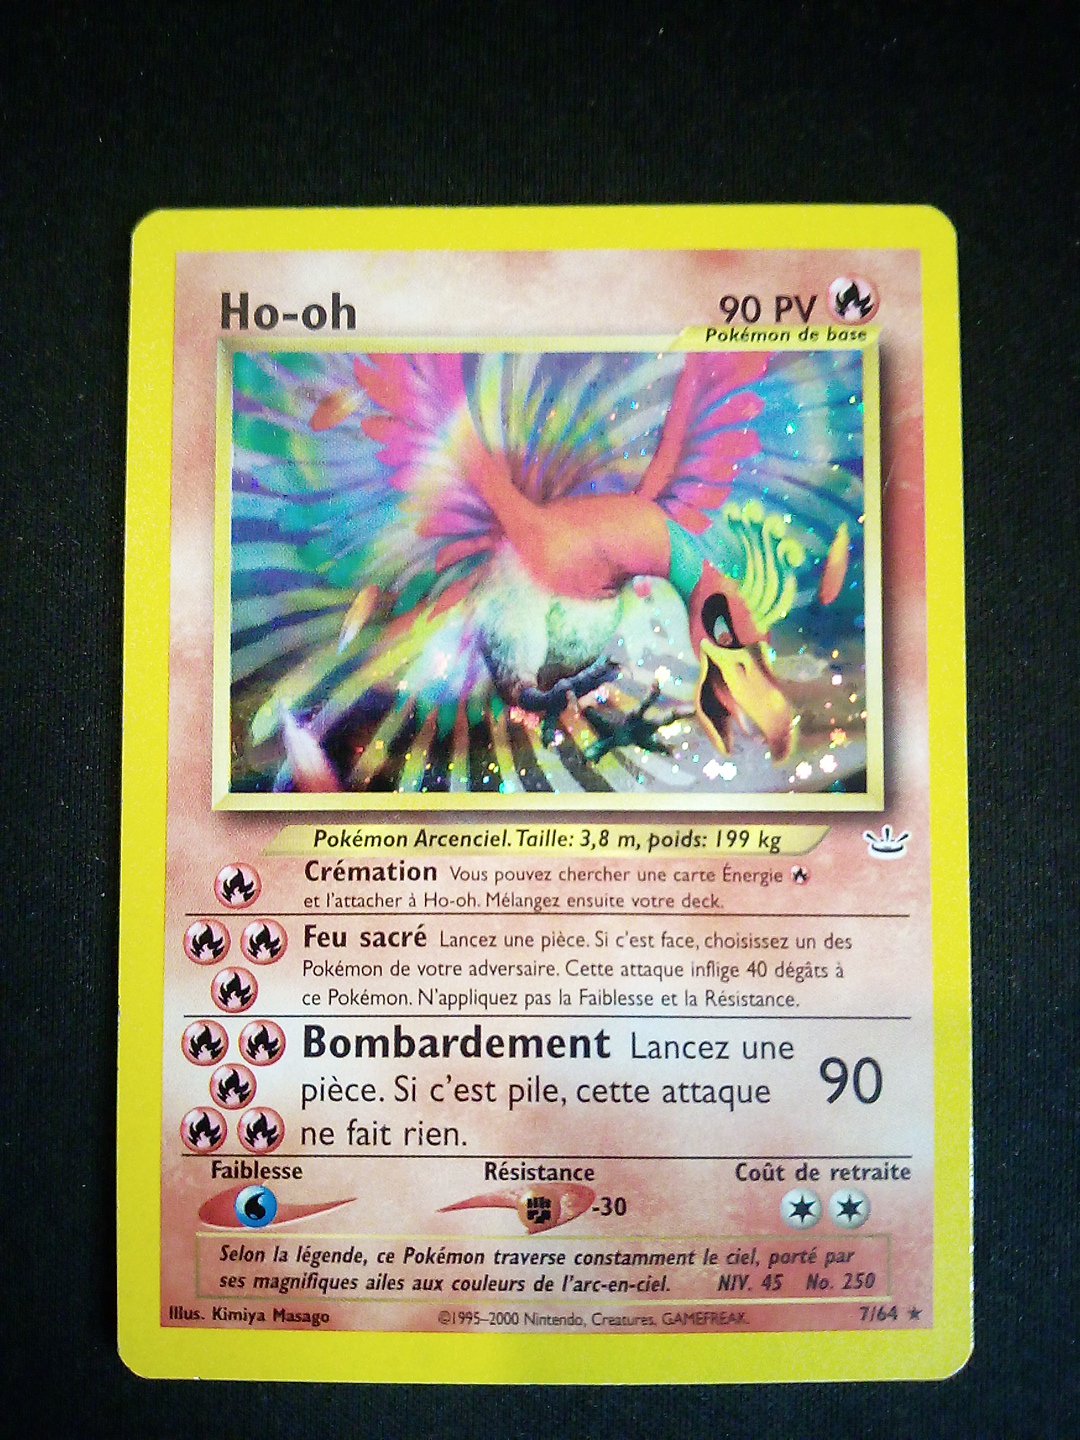 Ho-oh
90 PV
Pokémon de base
Pokémon Arcenciel. Taille: 3,8 m, poids: 199 kg
Crémation Vous pouvez chercher une carte Énergie
et l'attacher à Ho-oh. Mélangez ensuite votre deck.
Feu sacré Lancez une pièce. Si c'est face, choisissez un des
Pokémon de votre adversaire. Cette attaque inflige 40 dégâts à
ce Pokémon. N'appliquez pas la Faiblesse et la Résistance.
Bombardement Lancez une
pièce. Si c'est pile, cette attaque
ne fait rien.
90
Faiblesse
Résistance
Coût de retraite
-30
Selon la légende, ce Pokémon traverse constamment le ciel, porté par
ses magnifiques ailes aux couleurs de l'arc-en-ciel. NIV. 45 No. 250
Illus. Kimiya Masago
©1995–2000 Nintendo, Creatures, GAMEFREAK.
7/64 ★